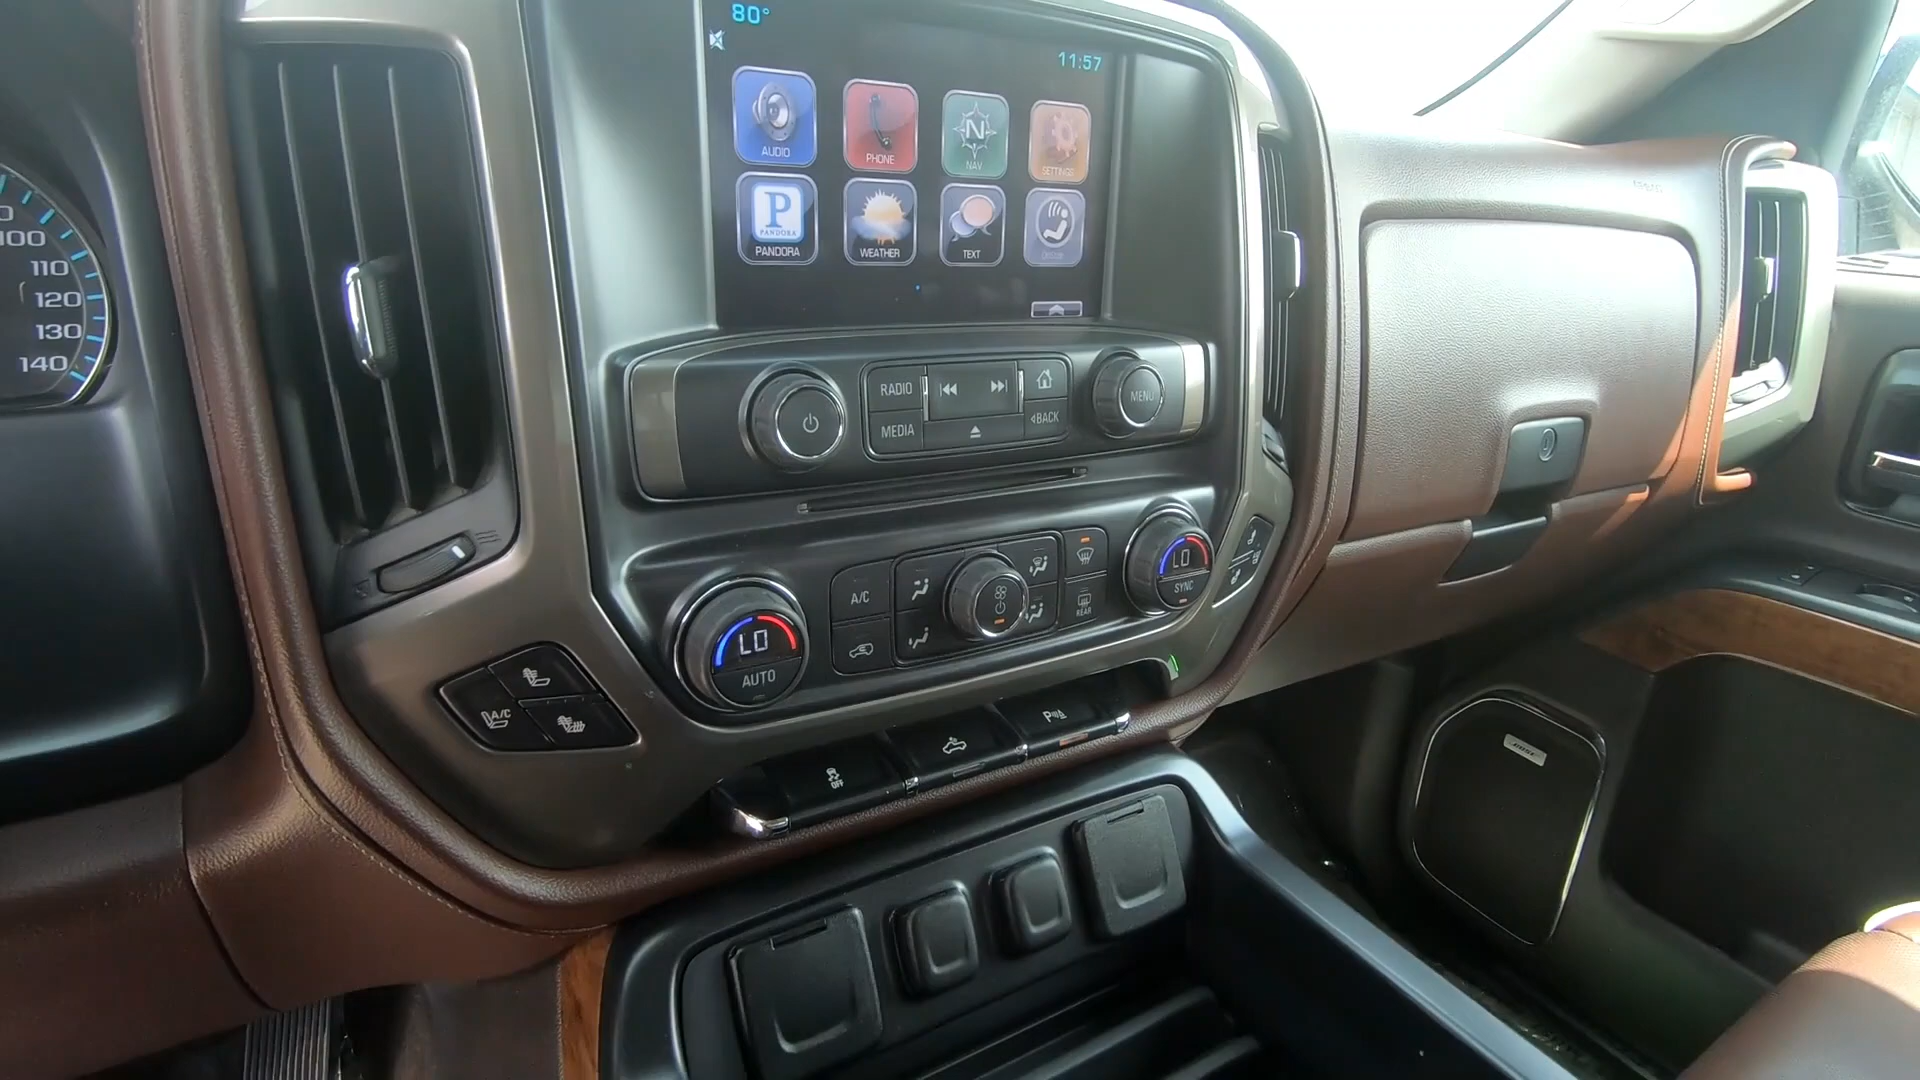 80°
11:57
AUDIO
PHONE
NAV
SETTINGS
P
PANDORA
PANDORA
WEATHER
TEXT
N
100
110
120
130
140
RADIO
MEDIA
BACK
MENU
A/C
LO
AUTO
REAR
LO
SYNC
A/C
OFF
P
BOSE